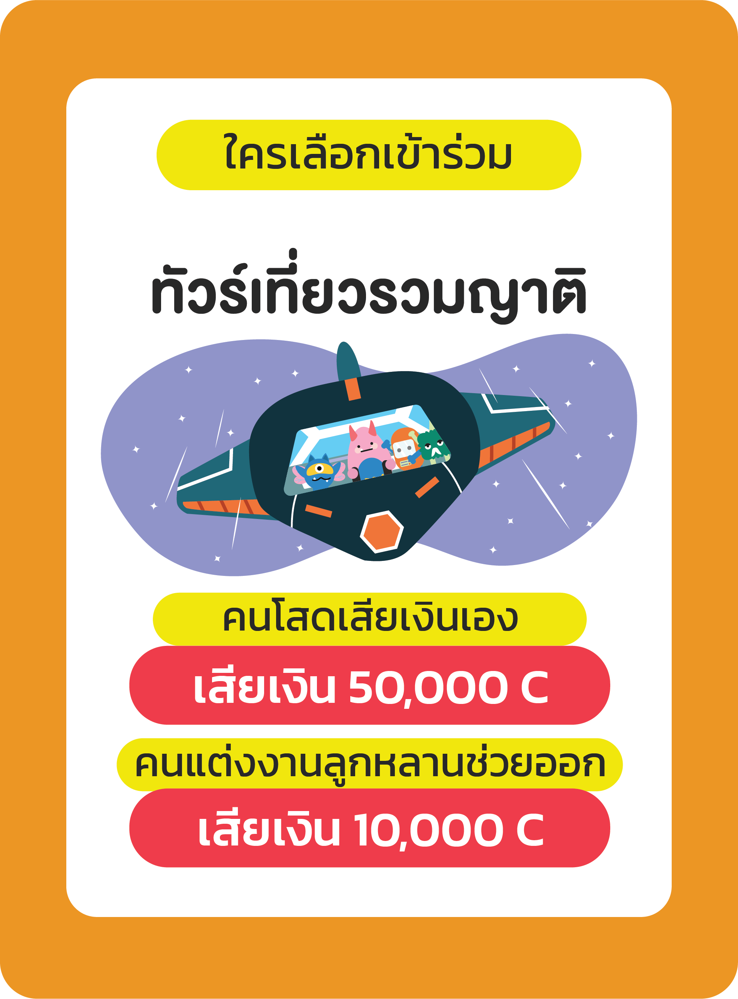 ใครเลือกเข้าร่วม
ทัวร์เที่ยวรวมญาติ
คนโสดเสียเงินเอง
เสียเงิน 50,000 C
คนแต่งงานลูกหลานช่วยออก
เสียเงิน 10,000 C